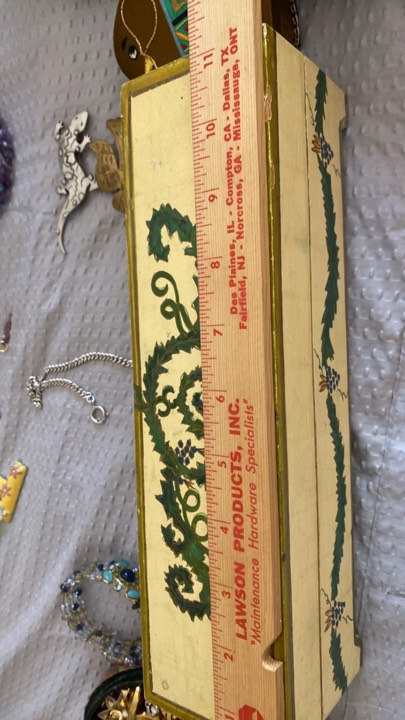 2 3 4 5 6 7 8 9 10 11
LAWSON PRODUCTS, INC.
"Maintenance Hardware Specialists"
Des Plaines, IL - Compton, CA - Dallas, TX
Fairfield, NJ - Norcross, GA - Mississauga, ONT